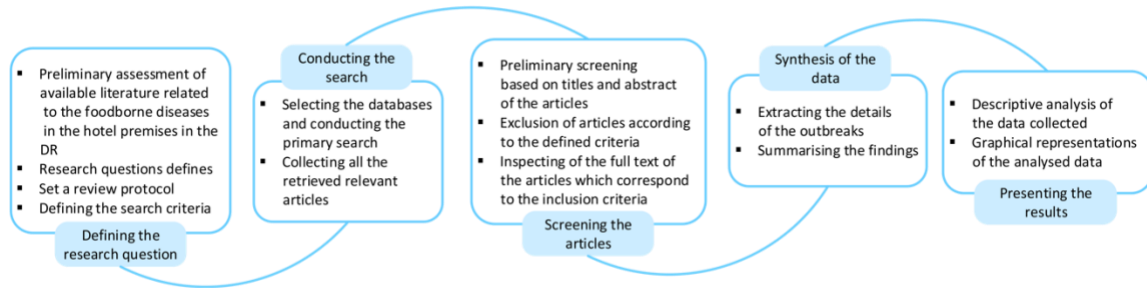 ▪ Preliminary assessment of
available literature related
to the foodborne diseases
in the hotel premises in the
DR
▪ Research questions defines
▪ Set a review protocol
▪ Defining the search criteria
Defining the
research question
Conducting the
search
▪ Selecting the databases
and conducting the
primary search
▪ Collecting all the
retrieved relevant
articles
▪ Preliminary screening
based on titles and abstract
of the articles
▪ Exclusion of articles according
to the defined criteria
▪ Inspecting of the full text of
the articles which correspond
to the inclusion criteria
Screening the
articles
Synthesis of the
data
▪ Extracting the details
of the outbreaks
▪ Summarising the findings
▪ Descriptive analysis of
the data collected
▪ Graphical representations
of the analysed data
Presenting the
results